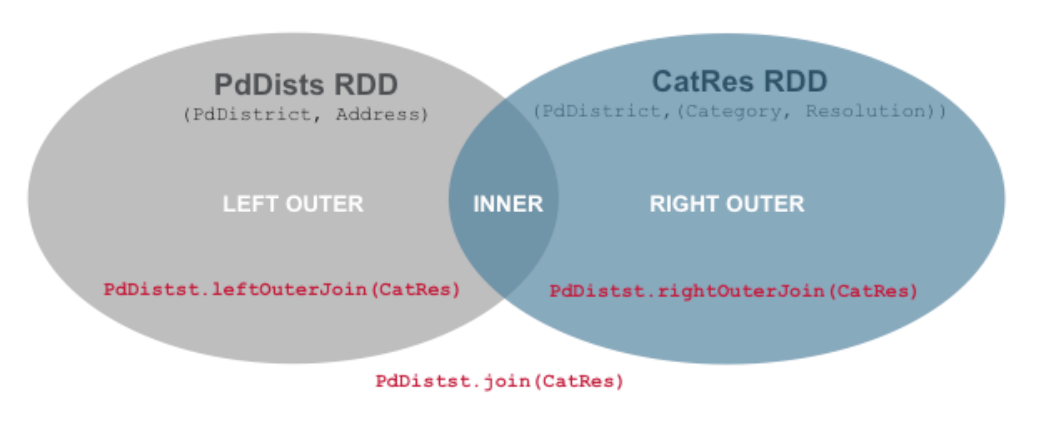 PdDists RDD
(PdDistrict, Address)
CatRes RDD
(PdDistrict,(Category, Resolution))
LEFT OUTER
INNER
RIGHT OUTER
PdDistst.leftOuterJoin(CatRes)
PdDistst.rightOuterJoin(CatRes)
PdDistst.join(CatRes)